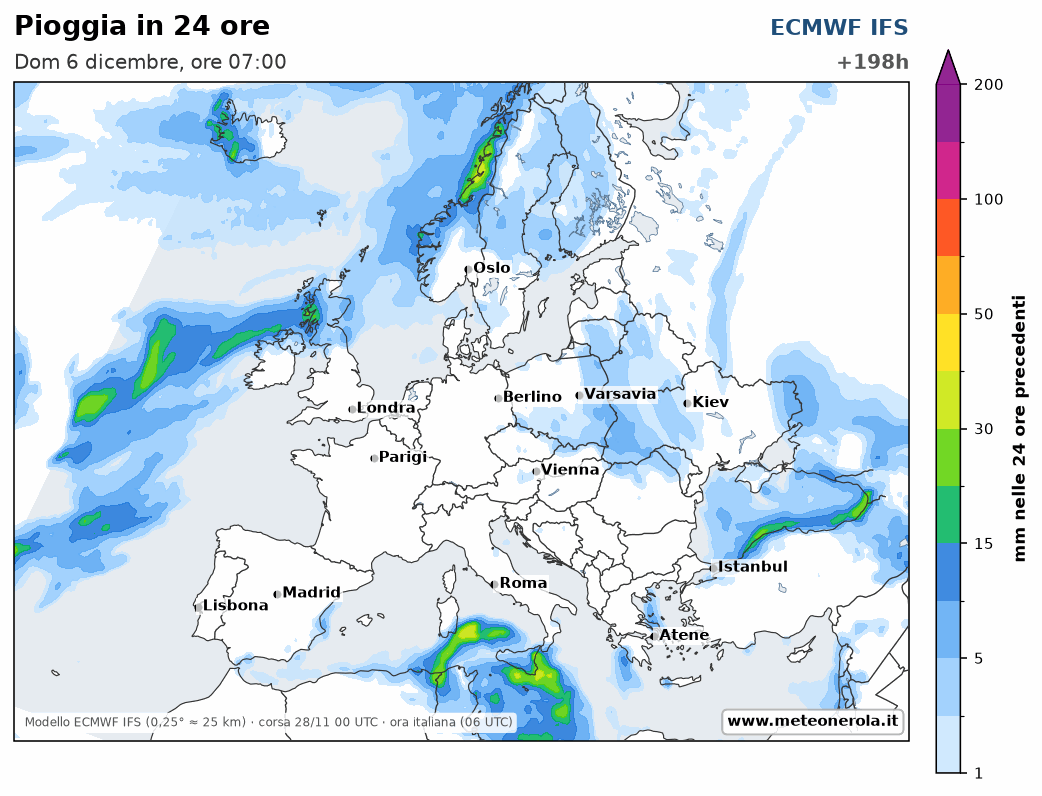 Pioggia in 24 ore
ECMWF IFS
Dom 6 dicembre, ore 07:00
+198h
200
100
50
30
15
5
1
mm nelle 24 ore precedenti
Oslo
Londra
Berlino
Varsavia
Kiev
Parigi
Vienna
Istanbul
Roma
Madrid
Lisbona
Atene
Modello ECMWF IFS (0,25° ≈ 25 km) · corsa 28/11 00 UTC · ora italiana (06 UTC)
www.meteonerola.it